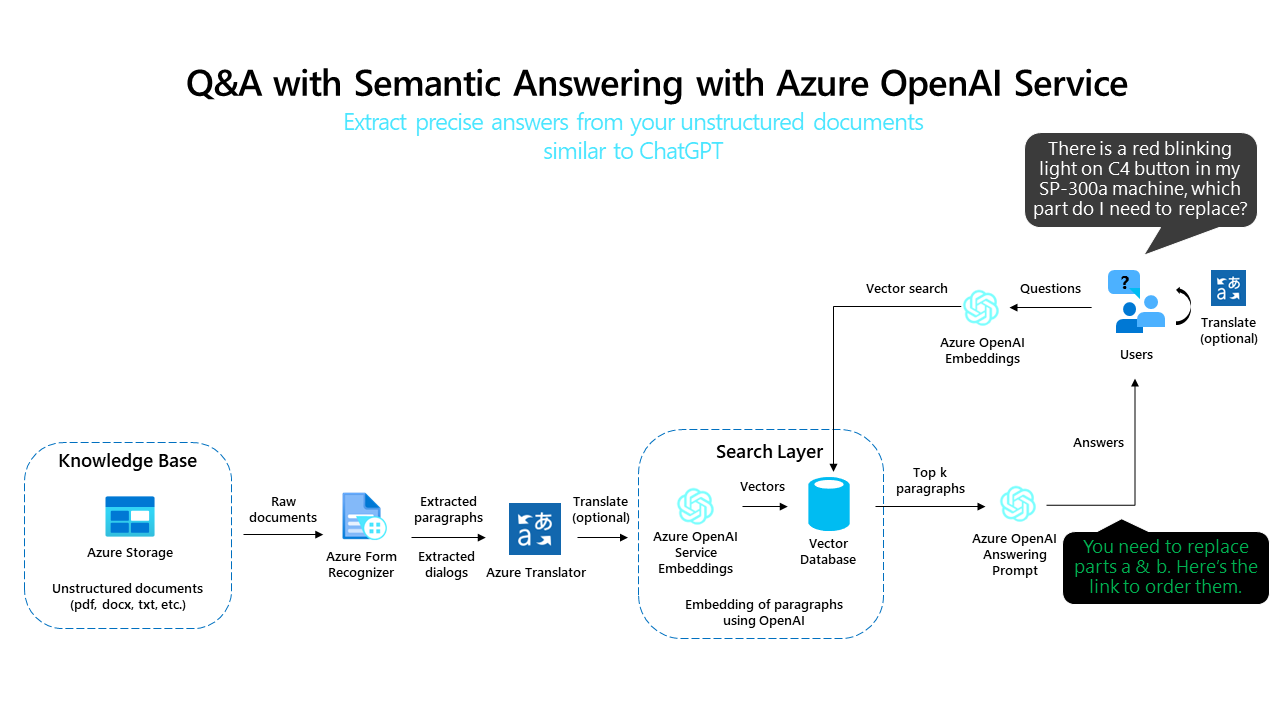 Q&A with Semantic Answering with Azure OpenAI Service
Extract precise answers from your unstructured documents
similar to ChatGPT
There is a red blinking
light on C4 button in my
SP-300a machine, which
part do I need to replace?
Vector search
Questions
?
a あ
Azure OpenAI
Embeddings
Users
Translate
(optional)
Answers
Knowledge Base
Azure Storage
Unstructured documents
(pdf, docx, txt, etc.)
Raw
documents
Azure Form
Recognizer
Extracted
paragraphs
Extracted
dialogs
a あ
Azure Translator
Translate
(optional)
Search Layer
Azure OpenAI
Service
Embeddings
Vectors
Vector
Database
Embedding of paragraphs
using OpenAI
Top k
paragraphs
Azure OpenAI
Answering
Prompt
You need to replace
parts a & b. Here's the
link to order them.